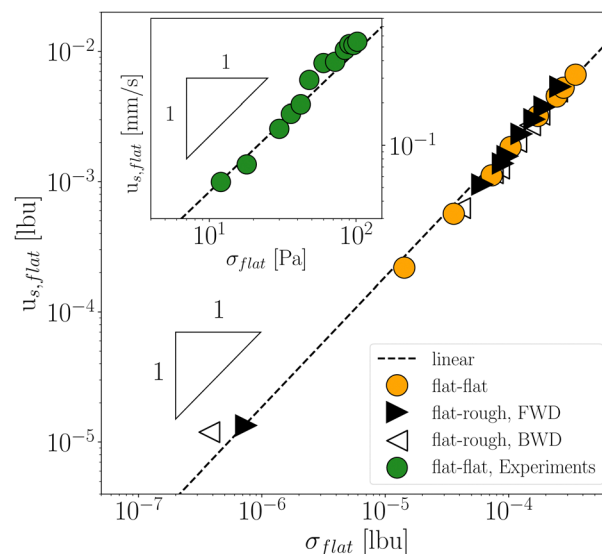 10⁻²
10⁻³
10⁻⁴
10⁻⁵
u_{s,flat} [lbu]
u_{s,flat} [mm/s]
1
1
10⁻¹
10¹
10²
σ_{flat} [Pa]
1
1
linear
flat-flat
flat-rough, FWD
flat-rough, BWD
flat-flat, Experiments
10⁻⁷
10⁻⁶
10⁻⁵
10⁻⁴
σ_{flat} [lbu]